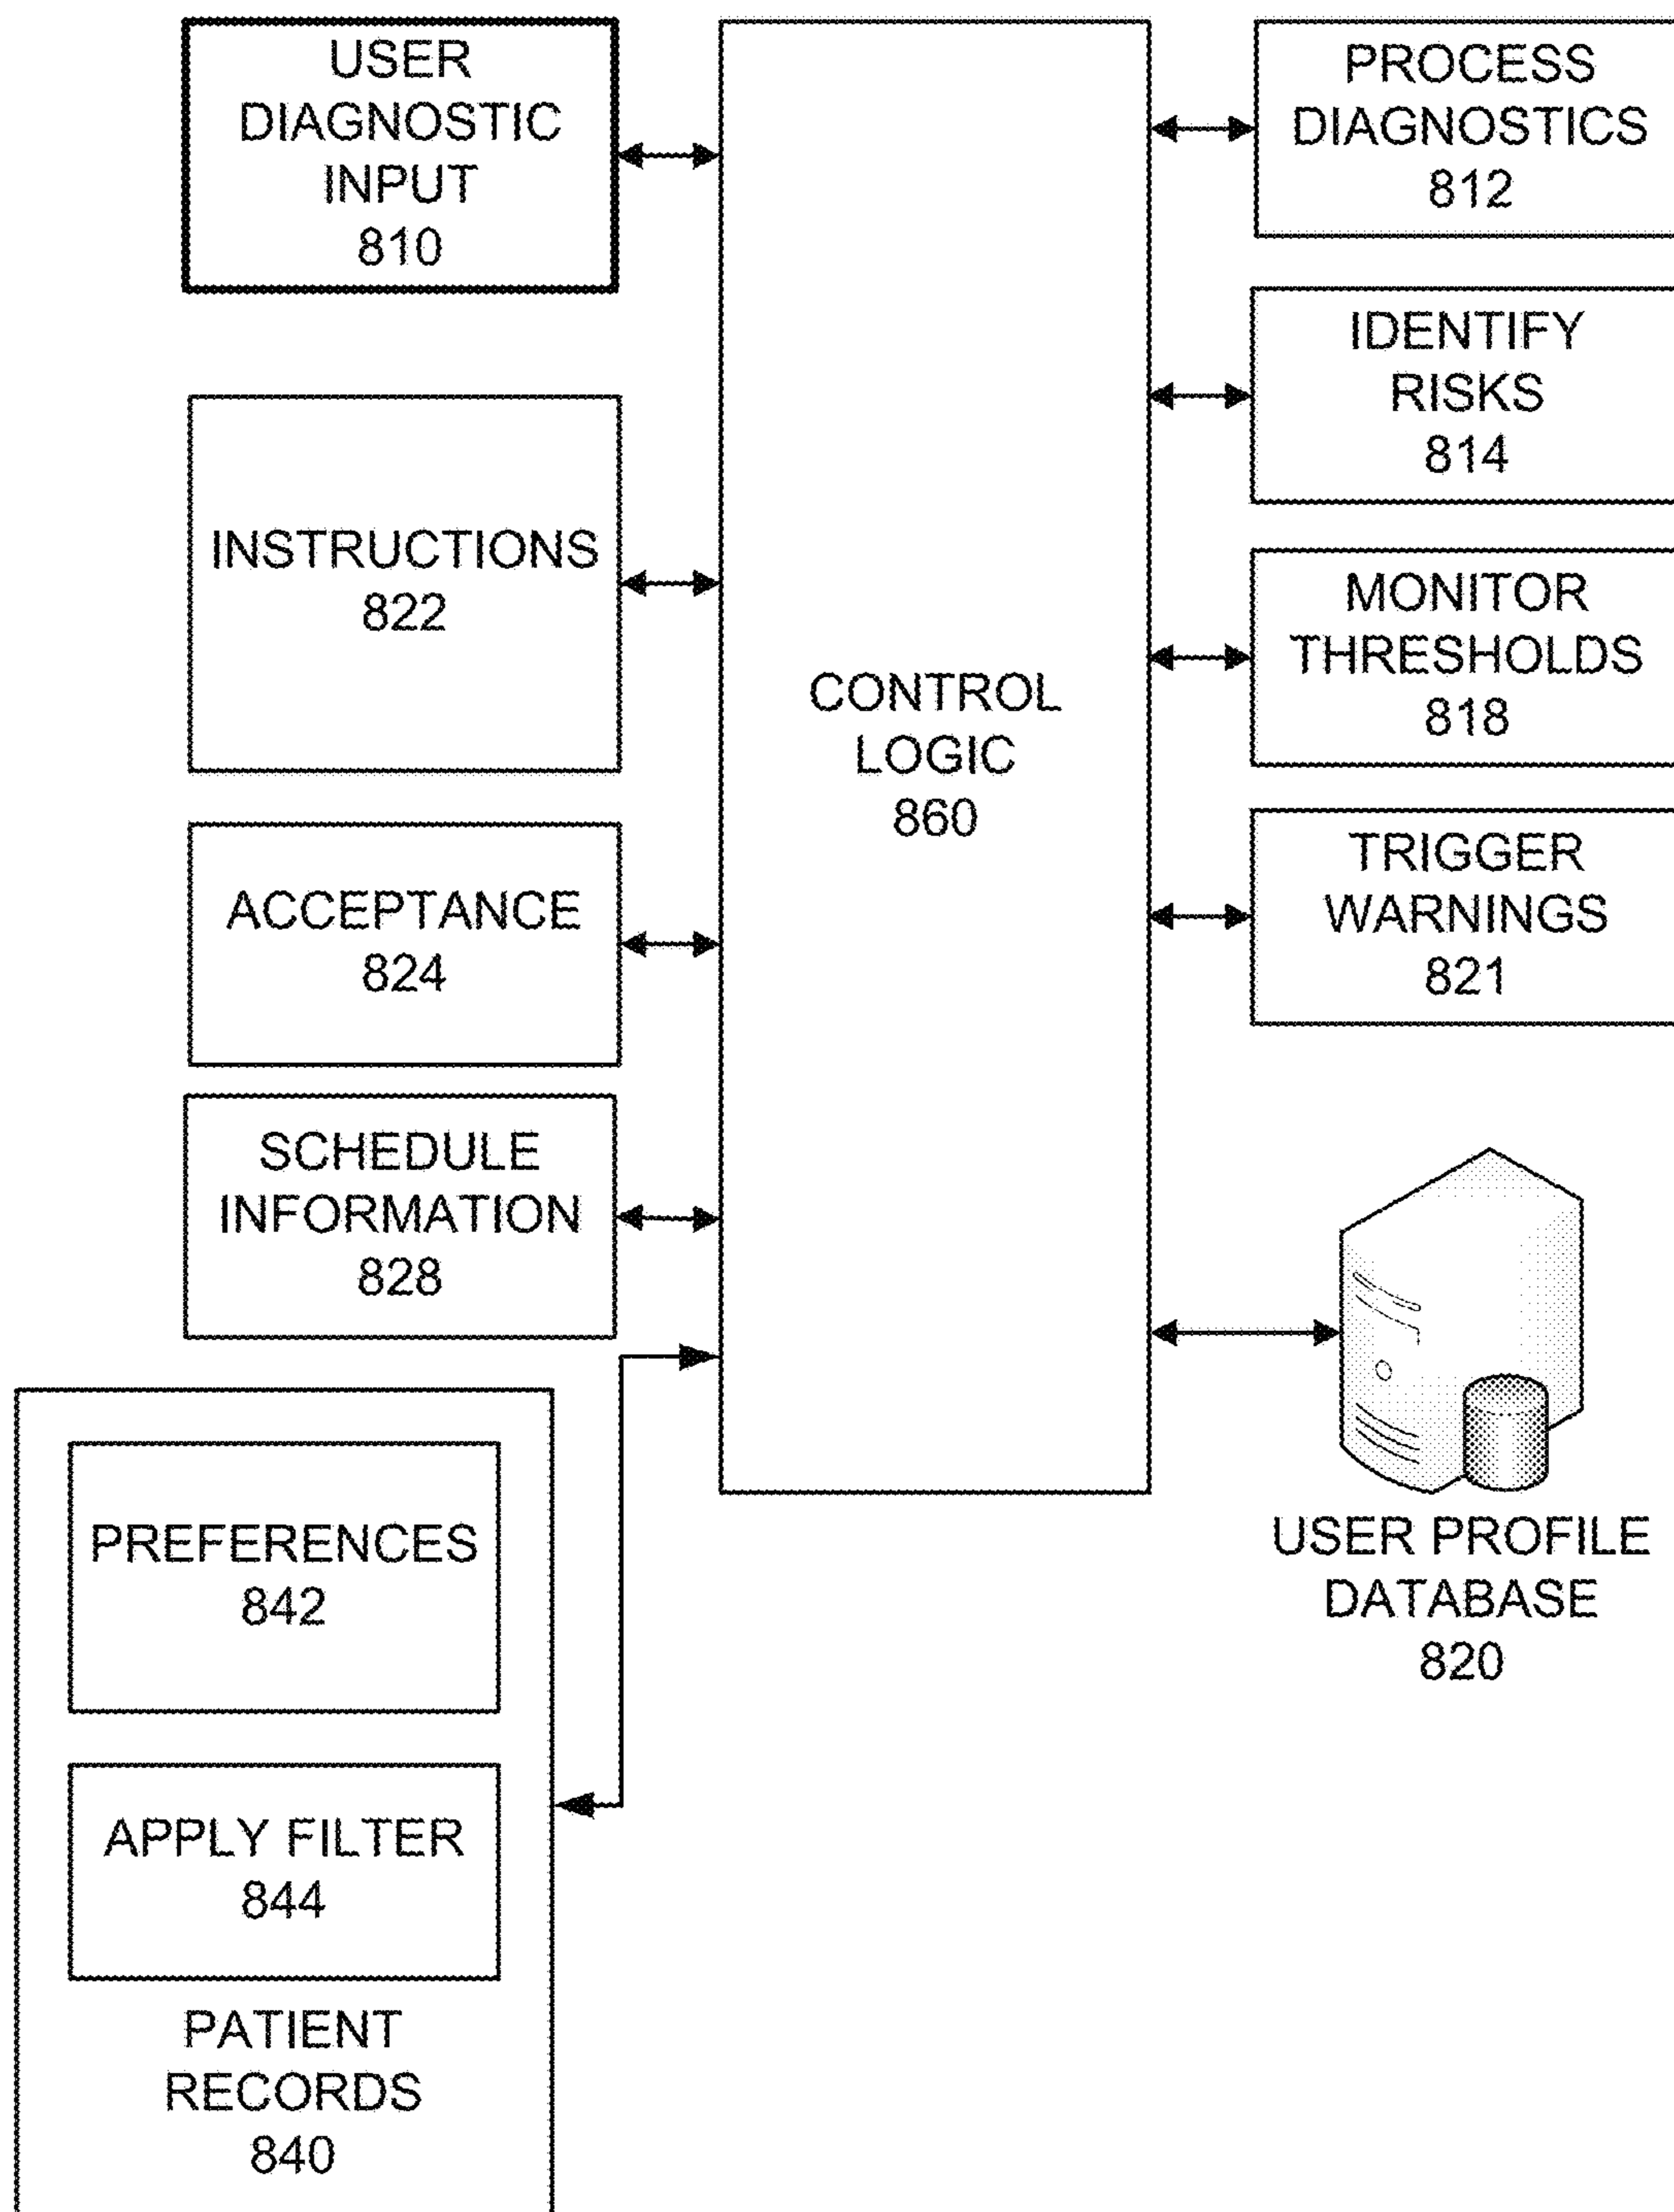 USER
DIAGNOSTIC
INPUT
810
INSTRUCTIONS
822
ACCEPTANCE
824
SCHEDULE
INFORMATION
828
PREFERENCES
842
APPLY FILTER
844
PATIENT
RECORDS
840
CONTROL
LOGIC
860
PROCESS
DIAGNOSTICS
812
IDENTIFY
RISKS
814
MONITOR
THRESHOLDS
818
TRIGGER
WARNINGS
821
USER PROFILE
DATABASE
820